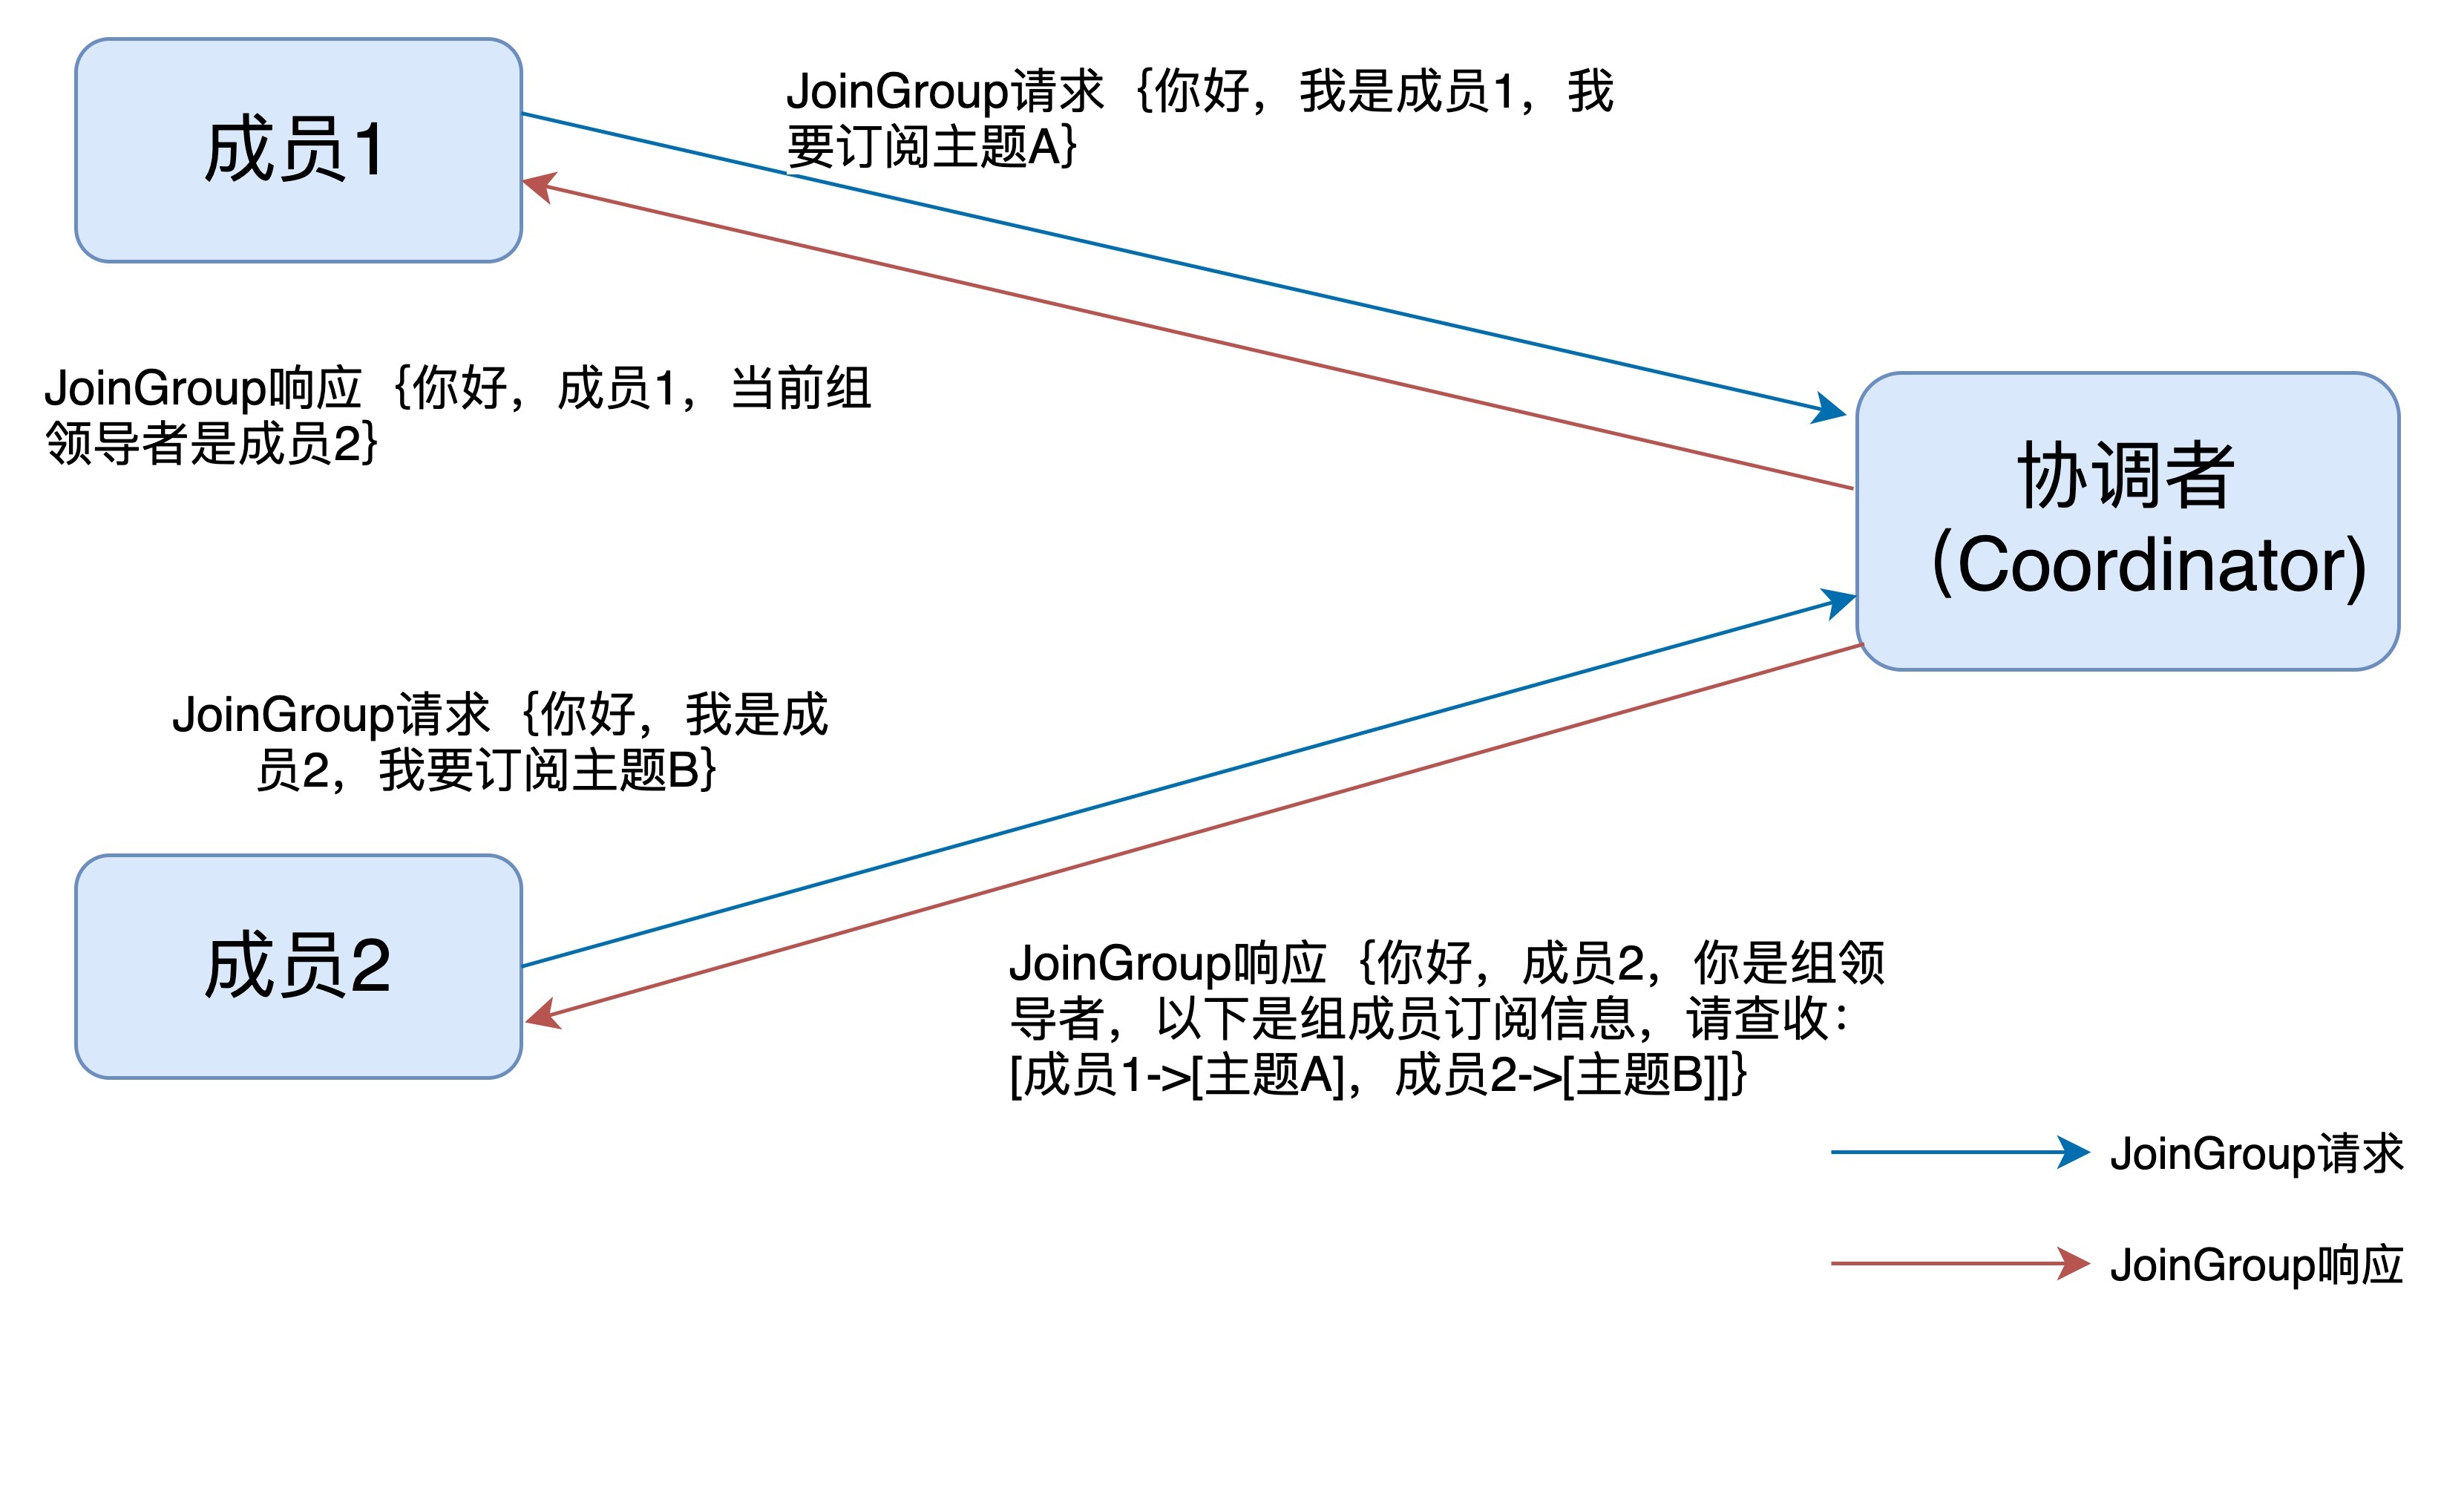 成员1
JoinGroup请求｛你好，我是成员1，我
要订阅主题A}
JoinGroup响应｛你好，成员1，当前组
领导者是成员2}
协调者
（Coordinator)
JoinGroup请求｛你好，我是成
员2，我要订阅主题B}
成员2
JoinGroup响应｛你好，成员2，你是组领
导者，以下是组成员订阅信息，请查收：
[成员1->[主题A]，成员2->[主题B]]}
JoinGroup请求
JoinGroup响应